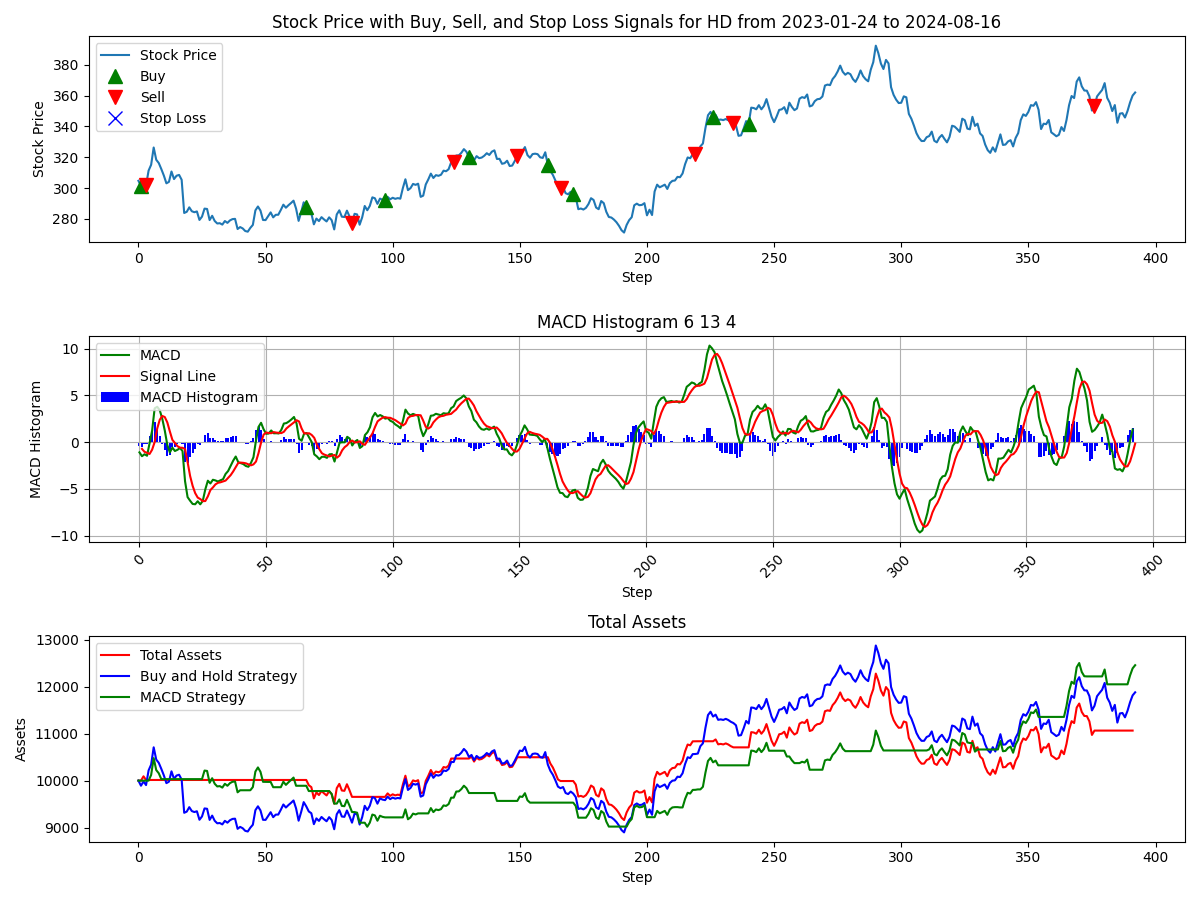 Stock Price with Buy, Sell, and Stop Loss Signals for HD from 2023-01-24 to 2024-08-16
Stock Price
380
360
340
320
300
280
Stock Price
Buy
Sell
Stop Loss
0 50 100 150 200 250 300 350 400
Step
MACD Histogram 6 13 4
MACD Histogram
10
5
0
−5
−10
MACD
Signal Line
MACD Histogram
0 50 100 150 200 250 300 350 400
Step
Total Assets
Assets
13000
12000
11000
10000
9000
Total Assets
Buy and Hold Strategy
MACD Strategy
0 50 100 150 200 250 300 350 400
Step